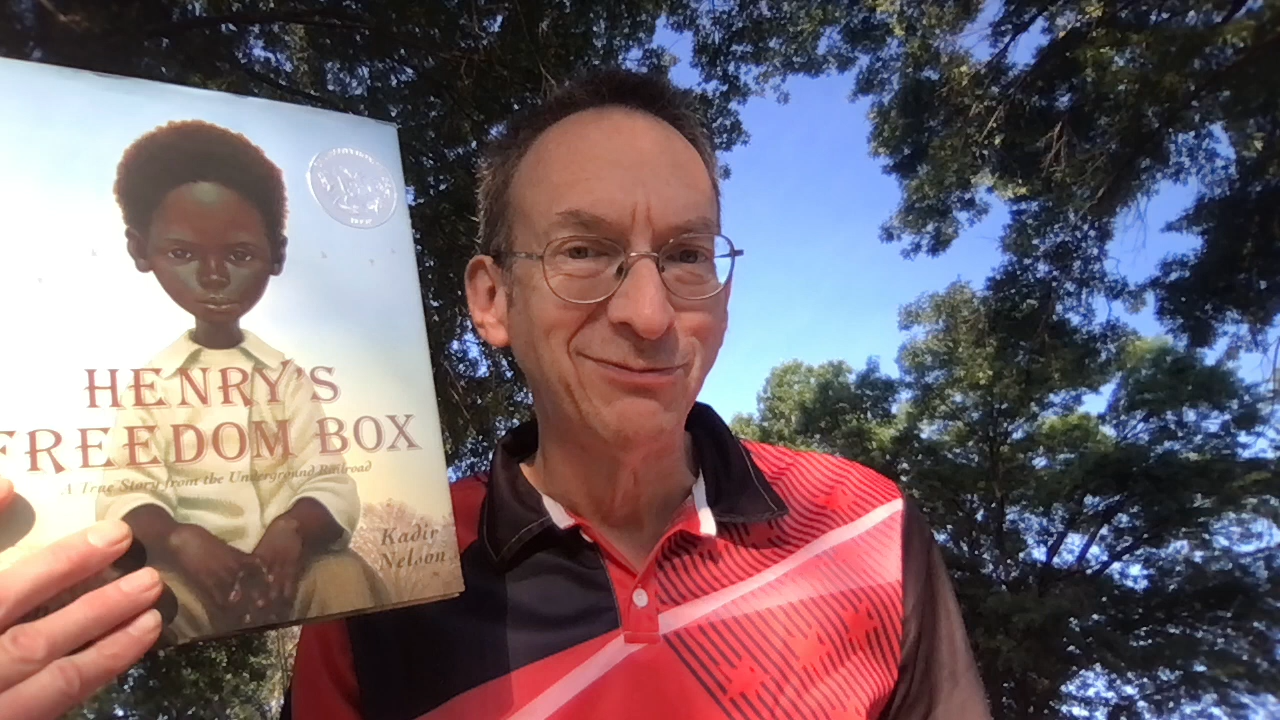 HENRY'S
FREEDOM BOX
A True Story from the Underground Railroad
Kadir
Nelson